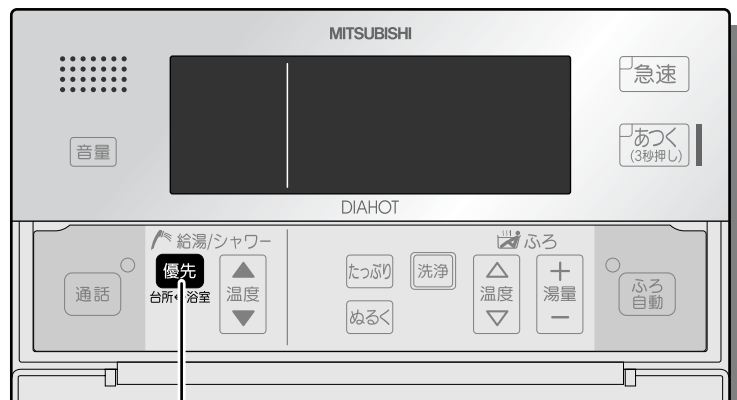 MITSUBISHI
急速
音量
あつく
(3秒押し)
DIAHOT
給湯/シャワー
ふろ
通話
優先
台所↔浴室
温度
たっぷり
洗浄
ぬるく
温度
湯量
ふろ
自動